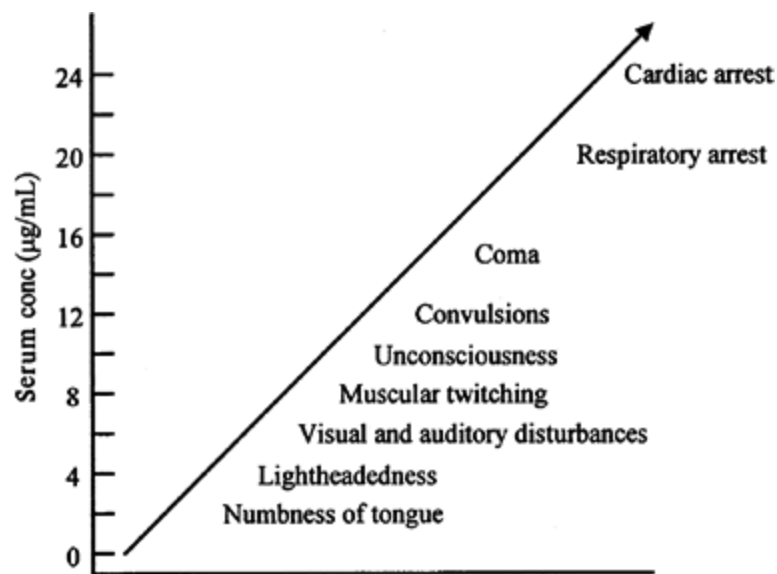 24
Cardiac arrest
20
Respiratory arrest
16
Coma
12
Convulsions
Unconsciousness
8
Muscular twitching
Visual and auditory disturbances
4
Lightheadedness
Numbness of tongue
0
Serum conc (μg/mL)